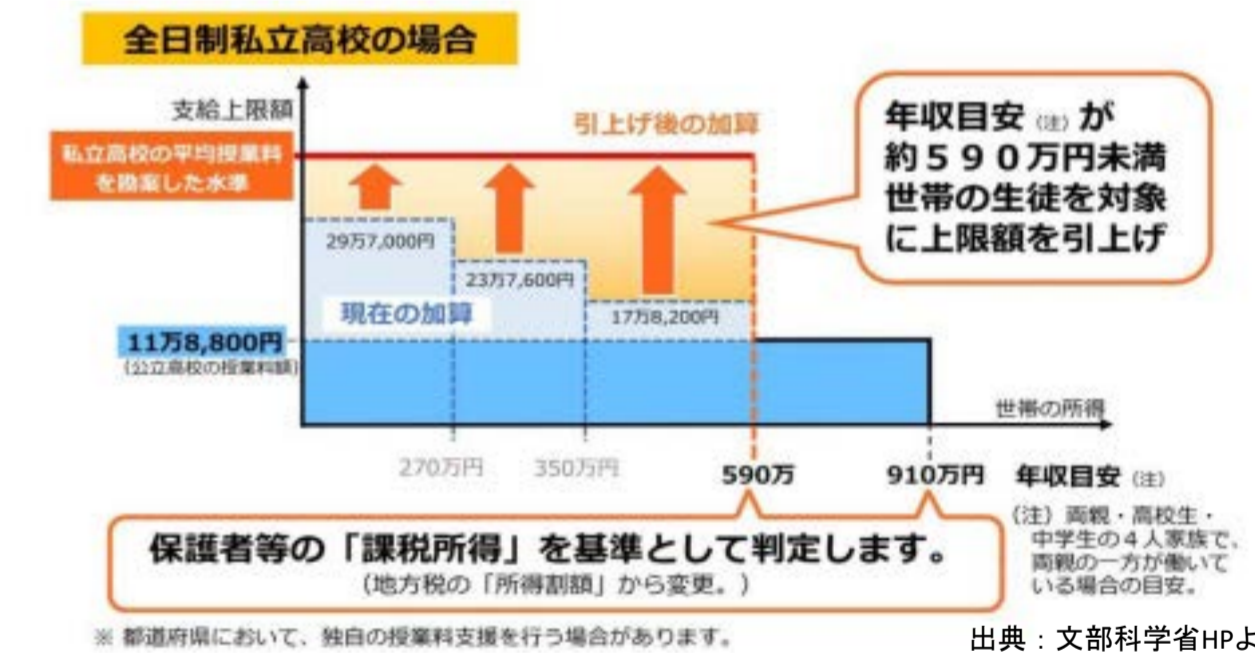 全日制私立高校の場合
支給上限額
引上げ後の加算
私立高校の平均授業料
を勘案した水準
年収目安(注)が
約590万円未満
世帯の生徒を対象
に上限額を引上げ
29万7,000円
23万7,600円
現在の加算
17万8,200円
11万8,800円
(公立高校の授業料額)
世帯の所得
270万円
350万円
590万
910万円
年収目安(注)
(注)両親・高校生・
中学生の4人家族で、
両親の一方が働いて
いる場合の目安。
保護者等の「課税所得」を基準として判定します。
(地方税の「所得割額」から変更。)
※ 都道府県において、独自の授業料支援を行う場合があります。
出典：文部科学省HPよ